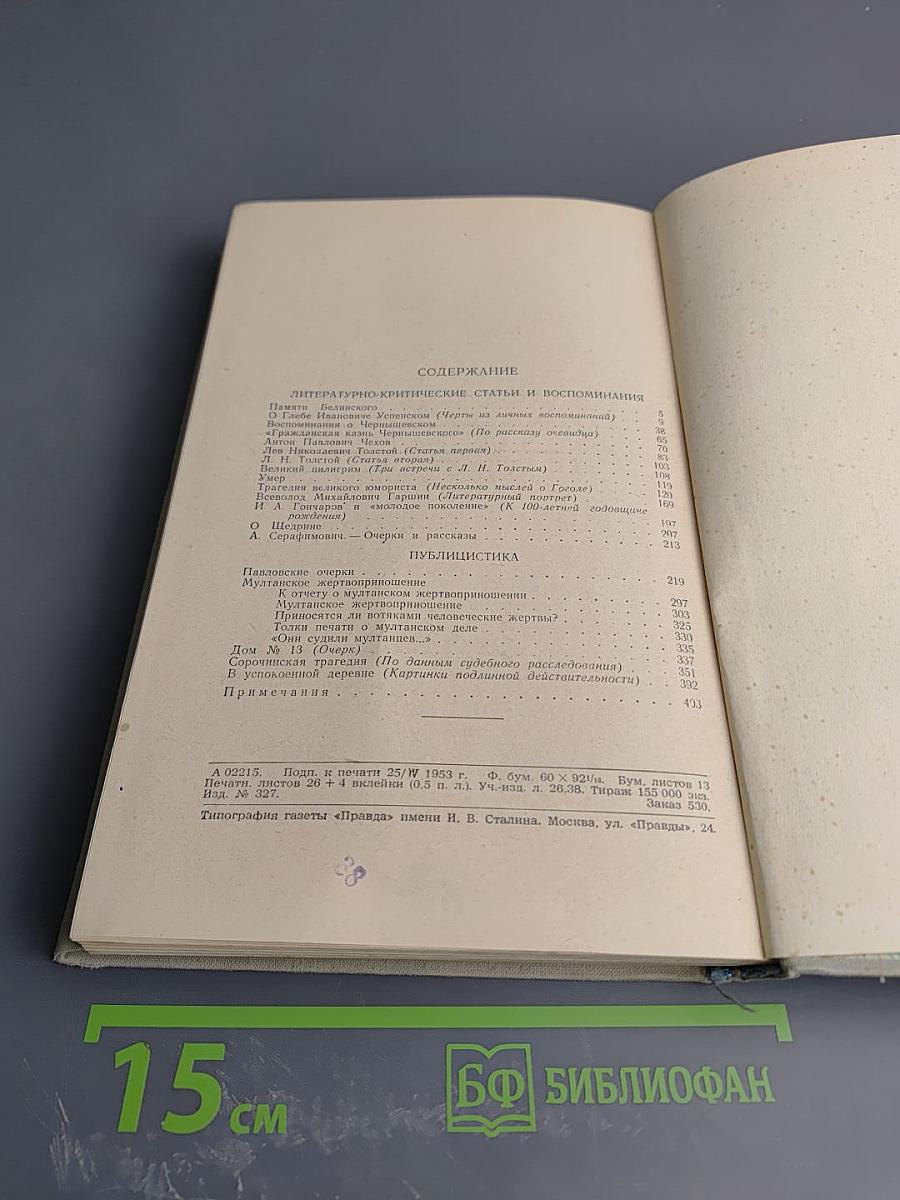 СОДЕРЖАНИЕ
ЛИТЕРАТУРНО-КРИТИЧЕСКИЕ СТАТЬИ И ВОСПОМИНАНИЯ
Памяти Белинского . . . 5
О Глебе Ивановиче Успенском (Черты из личных воспоминаний) . . 9
Воспоминания о Чернышевском . . . 38
«Гражданская казнь Чернышевского» (По рассказу очевидца) . . . 65
Антон Павлович Чехов . . . 70
Лев Николаевич Толстой (Статья первая) . . . 83
Л. Н. Толстой (Статья вторая) . . . 103
Великий пилигрим (Три встречи с Л. Н. Толстым) . . . 108
Умер . . . 119
Трагедия великого юмориста (Несколько мыслей о Гоголе) . . . 120
Всеволод Михайлович Гаршин (Литературный портрет) . . . 169
И. А. Гончаров и «молодое поколение» (К 100-летней годовщине
рождения) . . . 197
О Щедрине . . . 207
А. Серафимович. — Очерки и рассказы . . . 213
ПУБЛИЦИСТИКА
Павловские очерки . . . 219
Мултанское жертвоприношение
К отчету о мултанском жертвоприношении . . . 297
Мултанское жертвоприношение . . . 303
Приносятся ли вотяками человеческие жертвы? . . . 325
Толки печати о мултанском деле . . . 330
«Они судили мултанцев...» . . . 335
Дом № 13 (Очерк) . . . 337
Сорочинская трагедия (По данным судебного расследования) . . . 351
В успокоенной деревне (Картинки подлинной действительности) . . 392
Примечания . . . 403
А 02215. Подп. к печати 25/IV 1953 г. Ф. бум. 60 × 92 1/16. Бум. листов 13
Печатн. листов 26 + 4 вклейки (0,5 п. л.). Уч.-изд. л. 26,38. Тираж 155 000 экз.
Изд. № 327. Заказ 530.
Типография газеты «Правда» имени И. В. Сталина. Москва, ул. «Правды», 24.
15 см
БФ БИБЛИОФАН